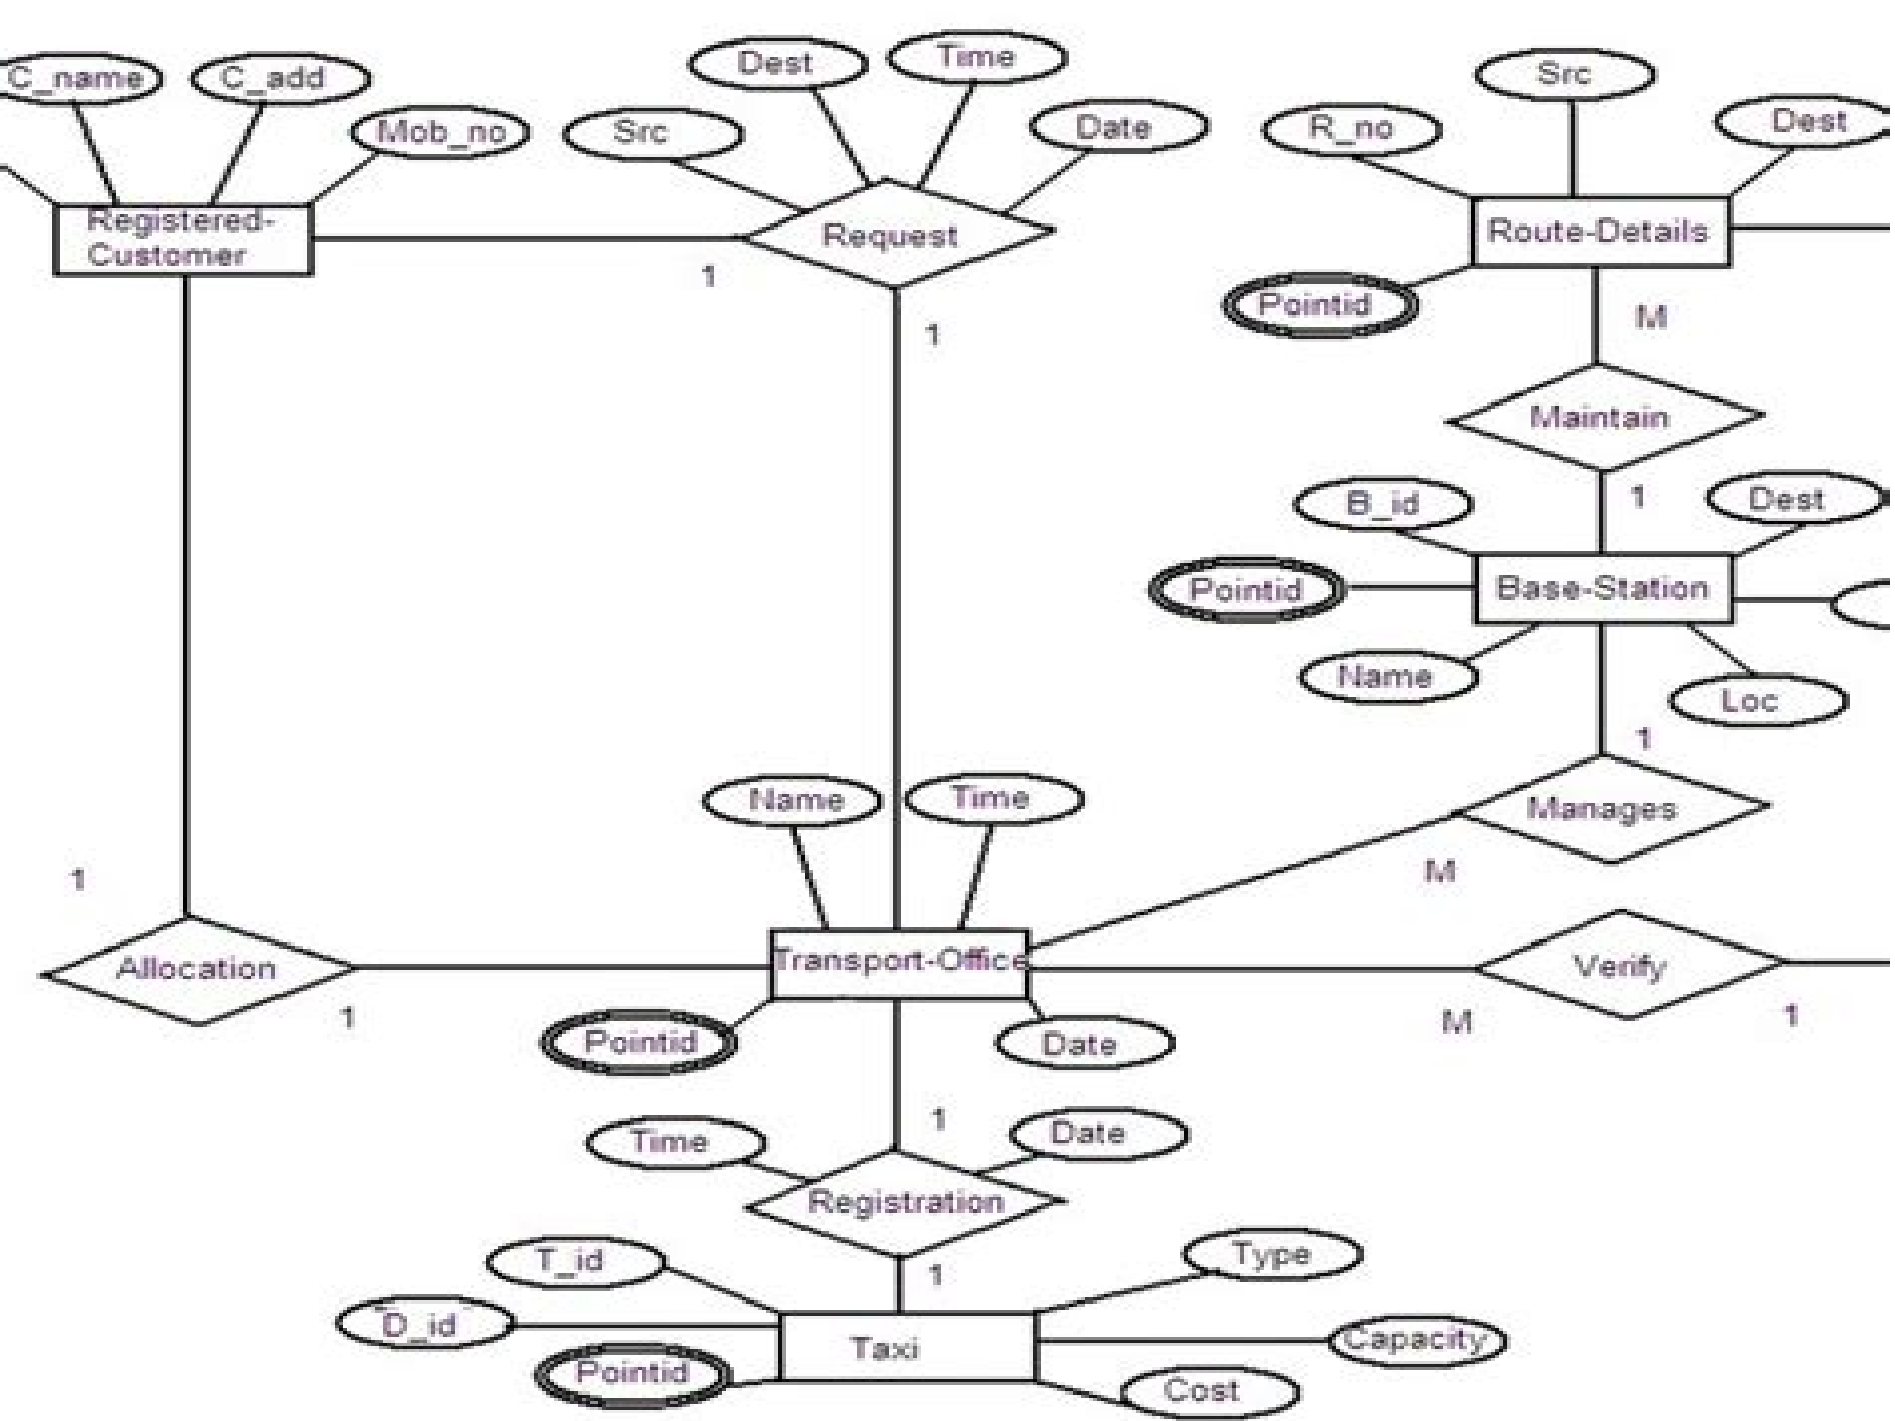 C_name
C_add
Mob_no
Registered-
Customer
Src
Dest
Time
Date
Request
1
1
R_no
Src
Dest
Route-Details
Pointid
M
Maintain
1
B_id
Dest
Pointid
Base-Station
Name
Loc
1
Manages
M
Name
Time
1
Allocation
1
Transport-Office
Pointid
Date
Verify
M
1
1
Time
Date
Registration
1
T_id
D_id
Pointid
Taxi
Type
Capacity
Cost